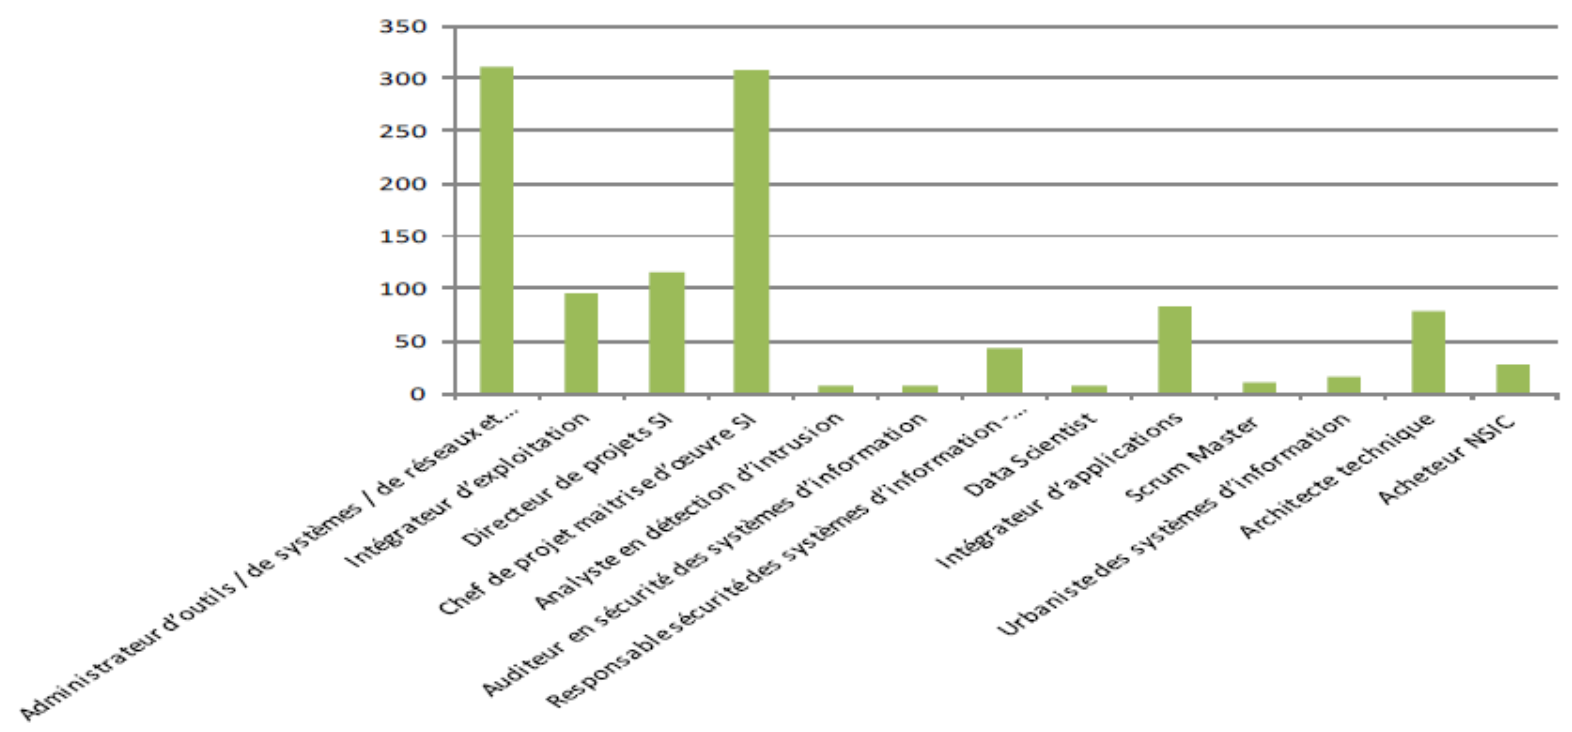 350
300
250
200
150
100
50
0
Administrateur d'outils / de systèmes / de réseaux et ...
Intégrateur d'exploitation
Directeur de projets SI
Chef de projet maitrise d'œuvre SI
Analyste en détection d'intrusion
Auditeur en sécurité des systèmes d'information
Responsable sécurité des systèmes d'information -...
Data Scientist
Intégrateur d'applications
Scrum Master
Urbaniste des systèmes d'information
Architecte technique
Acheteur NSIC